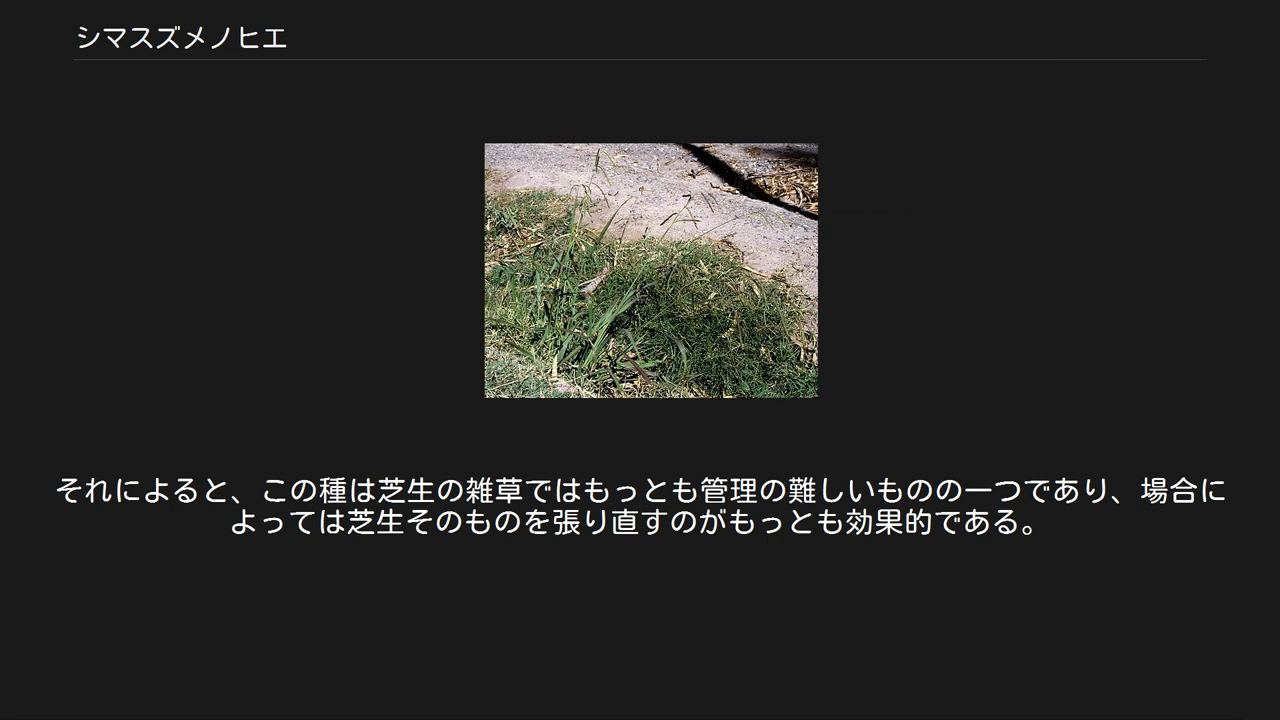 シマスズメノヒエ
それによると、この種は芝生の雑草ではもっとも管理の難しいものの一つであり、場合に
よっては芝生そのものを張り直すのがもっとも効果的である。